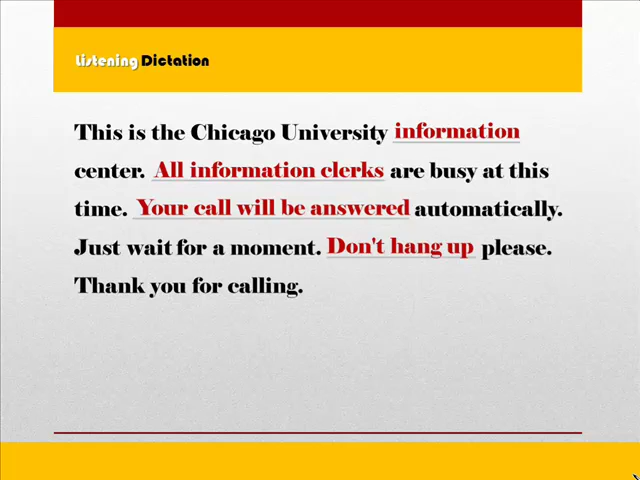 Listening Dictation
This is the Chicago University information
center. All information clerks are busy at this
time. Your call will be answered automatically.
Just wait for a moment. Don't hang up please.
Thank you for calling.